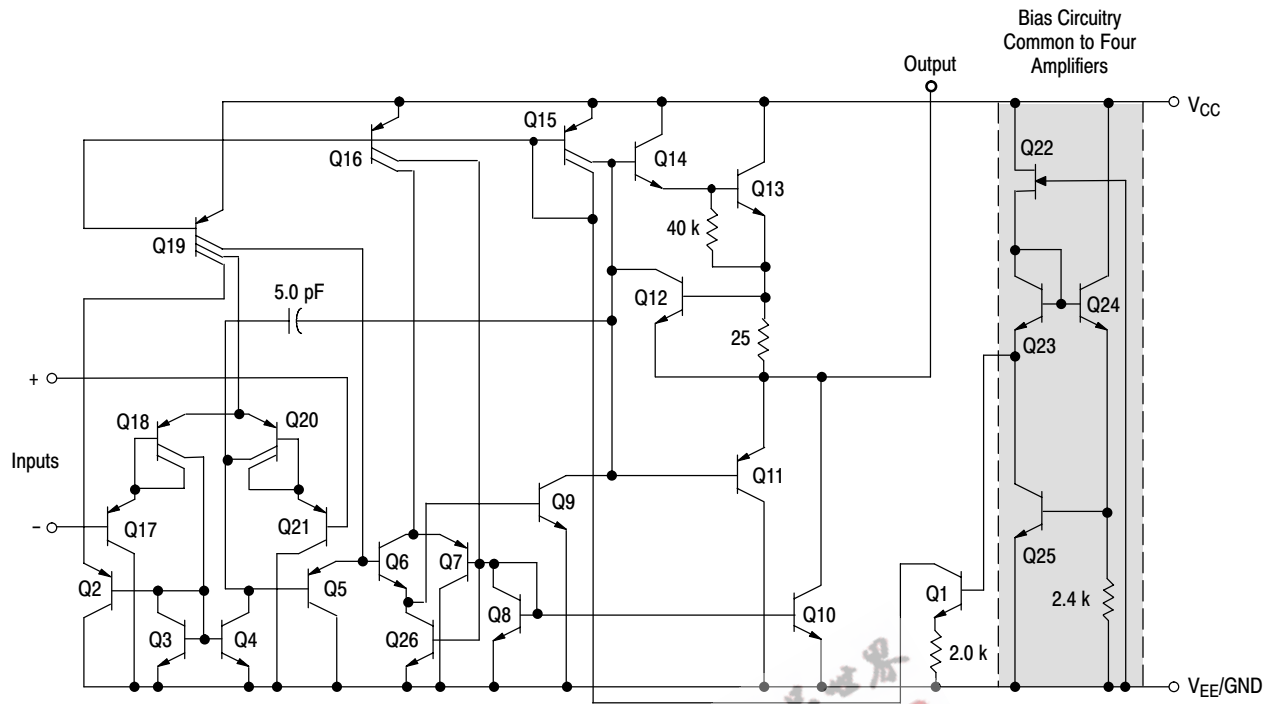 Bias Circuitry
Common to Four
Amplifiers
Output
VCC
Q15
Q22
Q16
Q14
Q13
Q19
40 k
5.0 pF
Q12
Q24
25
Q23
+
Q18
Q20
Inputs
Q11
Q9
−
Q17
Q21
Q25
Q6
Q7
Q2
Q5
Q1
2.4 k
Q8
Q10
Q3
Q4
Q26
2.0 k
VEE/GND